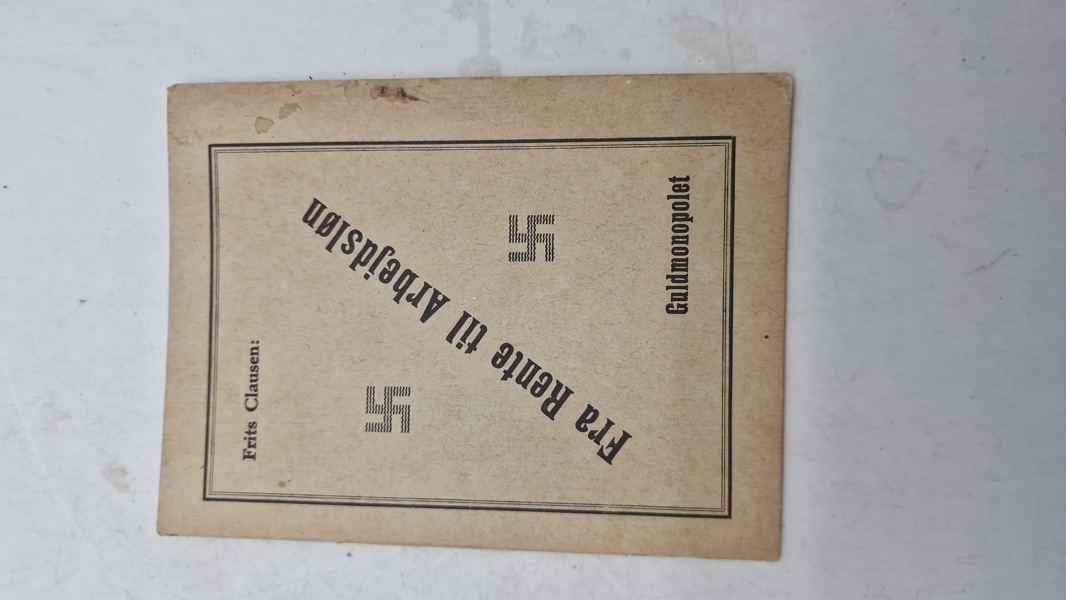 Frits Clausen:
Fra Rente til Arbejdsløn
Guldmonopolet